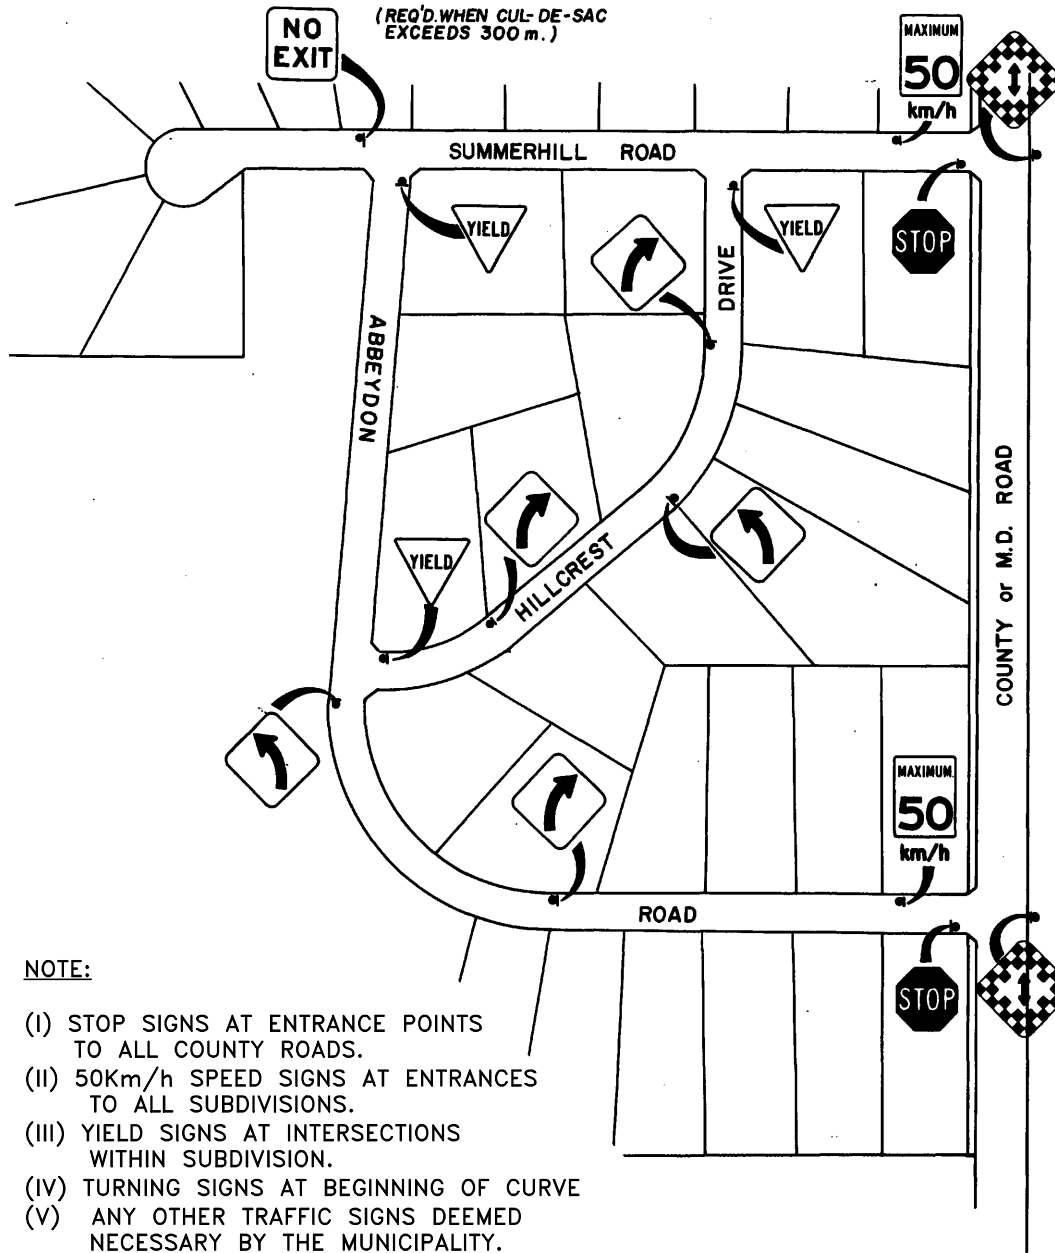 NO
EXIT
(REQ'D. WHEN CUL-DE-SAC
EXCEEDS 300 m.)
MAXIMUM
50
km/h
SUMMERHILL ROAD
YIELD
YIELD
STOP
DRIVE
ABBEYDON
HILLCREST
YIELD
COUNTY or M.D. ROAD
MAXIMUM
50
km/h
ROAD
STOP
NOTE:
(I) STOP SIGNS AT ENTRANCE POINTS
TO ALL COUNTY ROADS.
(II) 50Km/h SPEED SIGNS AT ENTRANCES
TO ALL SUBDIVISIONS.
(III) YIELD SIGNS AT INTERSECTIONS
WITHIN SUBDIVISION.
(IV) TURNING SIGNS AT BEGINNING OF CURVE
(V) ANY OTHER TRAFFIC SIGNS DEEMED
NECESSARY BY THE MUNICIPALITY.